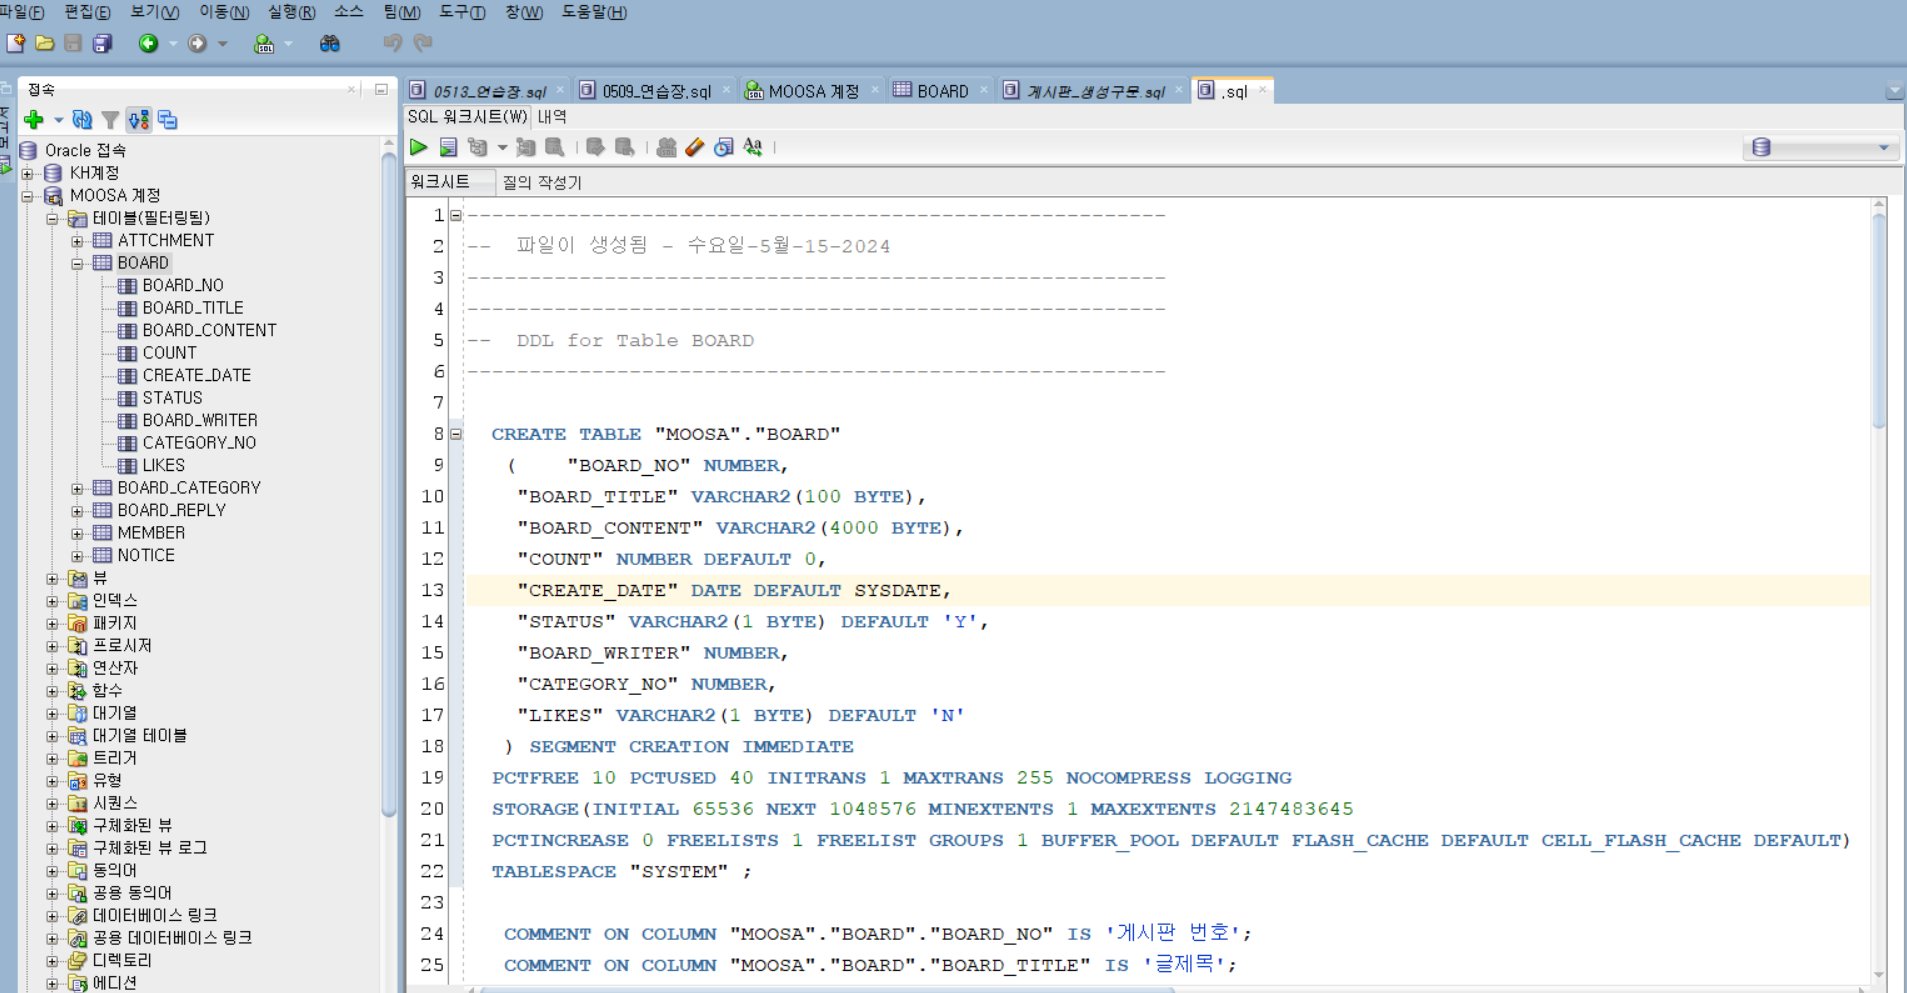 파일(F) 편집(E) 보기(V) 이동(N) 실행(R) 소스 팀(M) 도구(T) 창(W) 도움말(H)
접속
Oracle 접속
KH계정
MOOSA 계정
테이블(필터링됨)
ATTCHMENT
BOARD
BOARD_NO
BOARD_TITLE
BOARD_CONTENT
COUNT
CREATE_DATE
STATUS
BOARD_WRITER
CATEGORY_NO
LIKES
BOARD_CATEGORY
BOARD_REPLY
MEMBER
NOTICE
뷰
인덱스
패키지
프로시저
연산자
함수
대기열
대기열 테이블
트리거
유형
시퀀스
구체화된 뷰
구체화된 뷰 로그
동의어
공용 동의어
데이터베이스 링크
공용 데이터베이스 링크
디렉토리
에디션
0513_연습장.sql 0509_연습장.sql MOOSA 계정 BOARD 게시판_생성구문.sql .sql
SQL 워크시트(W) 내역
워크시트 질의 작성기
1 --------------------------------------------------------
2 --  파일이 생성됨 - 수요일-5월-15-2024
3 --------------------------------------------------------
4 --------------------------------------------------------
5 --  DDL for Table BOARD
6 --------------------------------------------------------
7
8 CREATE TABLE "MOOSA"."BOARD"
9 ( "BOARD_NO" NUMBER,
10 "BOARD_TITLE" VARCHAR2(100 BYTE),
11 "BOARD_CONTENT" VARCHAR2(4000 BYTE),
12 "COUNT" NUMBER DEFAULT 0,
13 "CREATE_DATE" DATE DEFAULT SYSDATE,
14 "STATUS" VARCHAR2(1 BYTE) DEFAULT 'Y',
15 "BOARD_WRITER" NUMBER,
16 "CATEGORY_NO" NUMBER,
17 "LIKES" VARCHAR2(1 BYTE) DEFAULT 'N'
18 ) SEGMENT CREATION IMMEDIATE
19 PCTFREE 10 PCTUSED 40 INITRANS 1 MAXTRANS 255 NOCOMPRESS LOGGING
20 STORAGE(INITIAL 65536 NEXT 1048576 MINEXTENTS 1 MAXEXTENTS 2147483645
21 PCTINCREASE 0 FREELISTS 1 FREELIST GROUPS 1 BUFFER_POOL DEFAULT FLASH_CACHE DEFAULT CELL_FLASH_CACHE DEFAULT)
22 TABLESPACE "SYSTEM" ;
23
24 COMMENT ON COLUMN "MOOSA"."BOARD"."BOARD_NO" IS '게시판 번호';
25 COMMENT ON COLUMN "MOOSA"."BOARD"."BOARD_TITLE" IS '글제목';